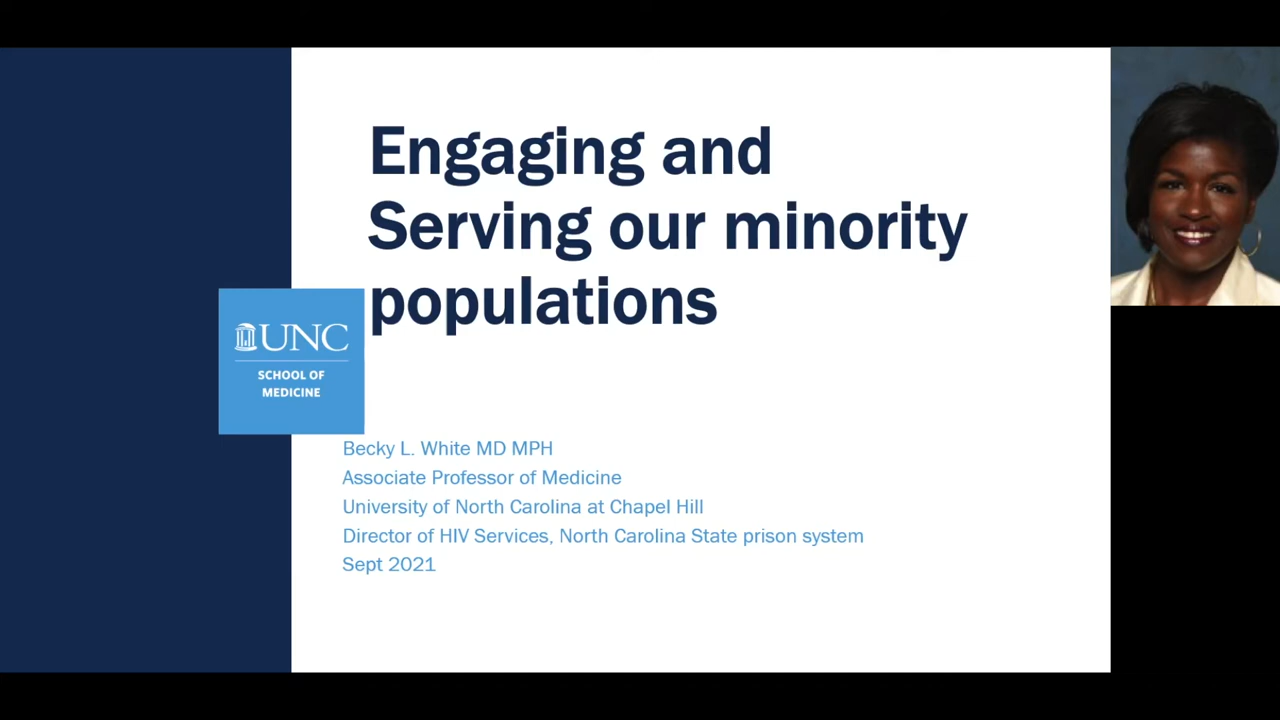 Engaging and
Serving our minority
populations
UNC
SCHOOL OF
MEDICINE
Becky L. White MD MPH
Associate Professor of Medicine
University of North Carolina at Chapel Hill
Director of HIV Services, North Carolina State prison system
Sept 2021